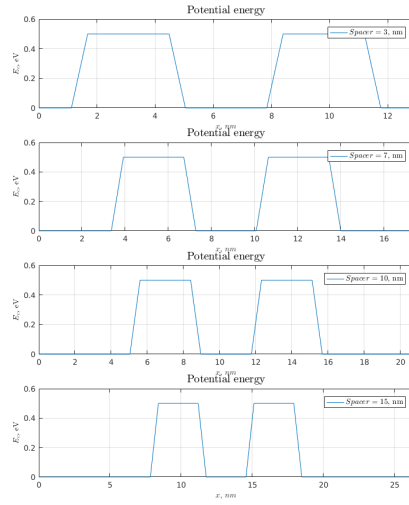 Potential energy
Spacer = 3, nm
E_c, eV
0.6
0.4
0.2
0
0 2 4 6 8 10 12
x, nm
Potential energy
Spacer = 7, nm
E_c, eV
0.6
0.4
0.2
0
0 2 4 6 8 10 12 14 16
x, nm
Potential energy
Spacer = 10, nm
E_c, eV
0.6
0.4
0.2
0
0 2 4 6 8 10 12 14 16 18 20
x, nm
Potential energy
Spacer = 15, nm
E_c, eV
0.6
0.4
0.2
0
0 5 10 15 20 25
x, nm